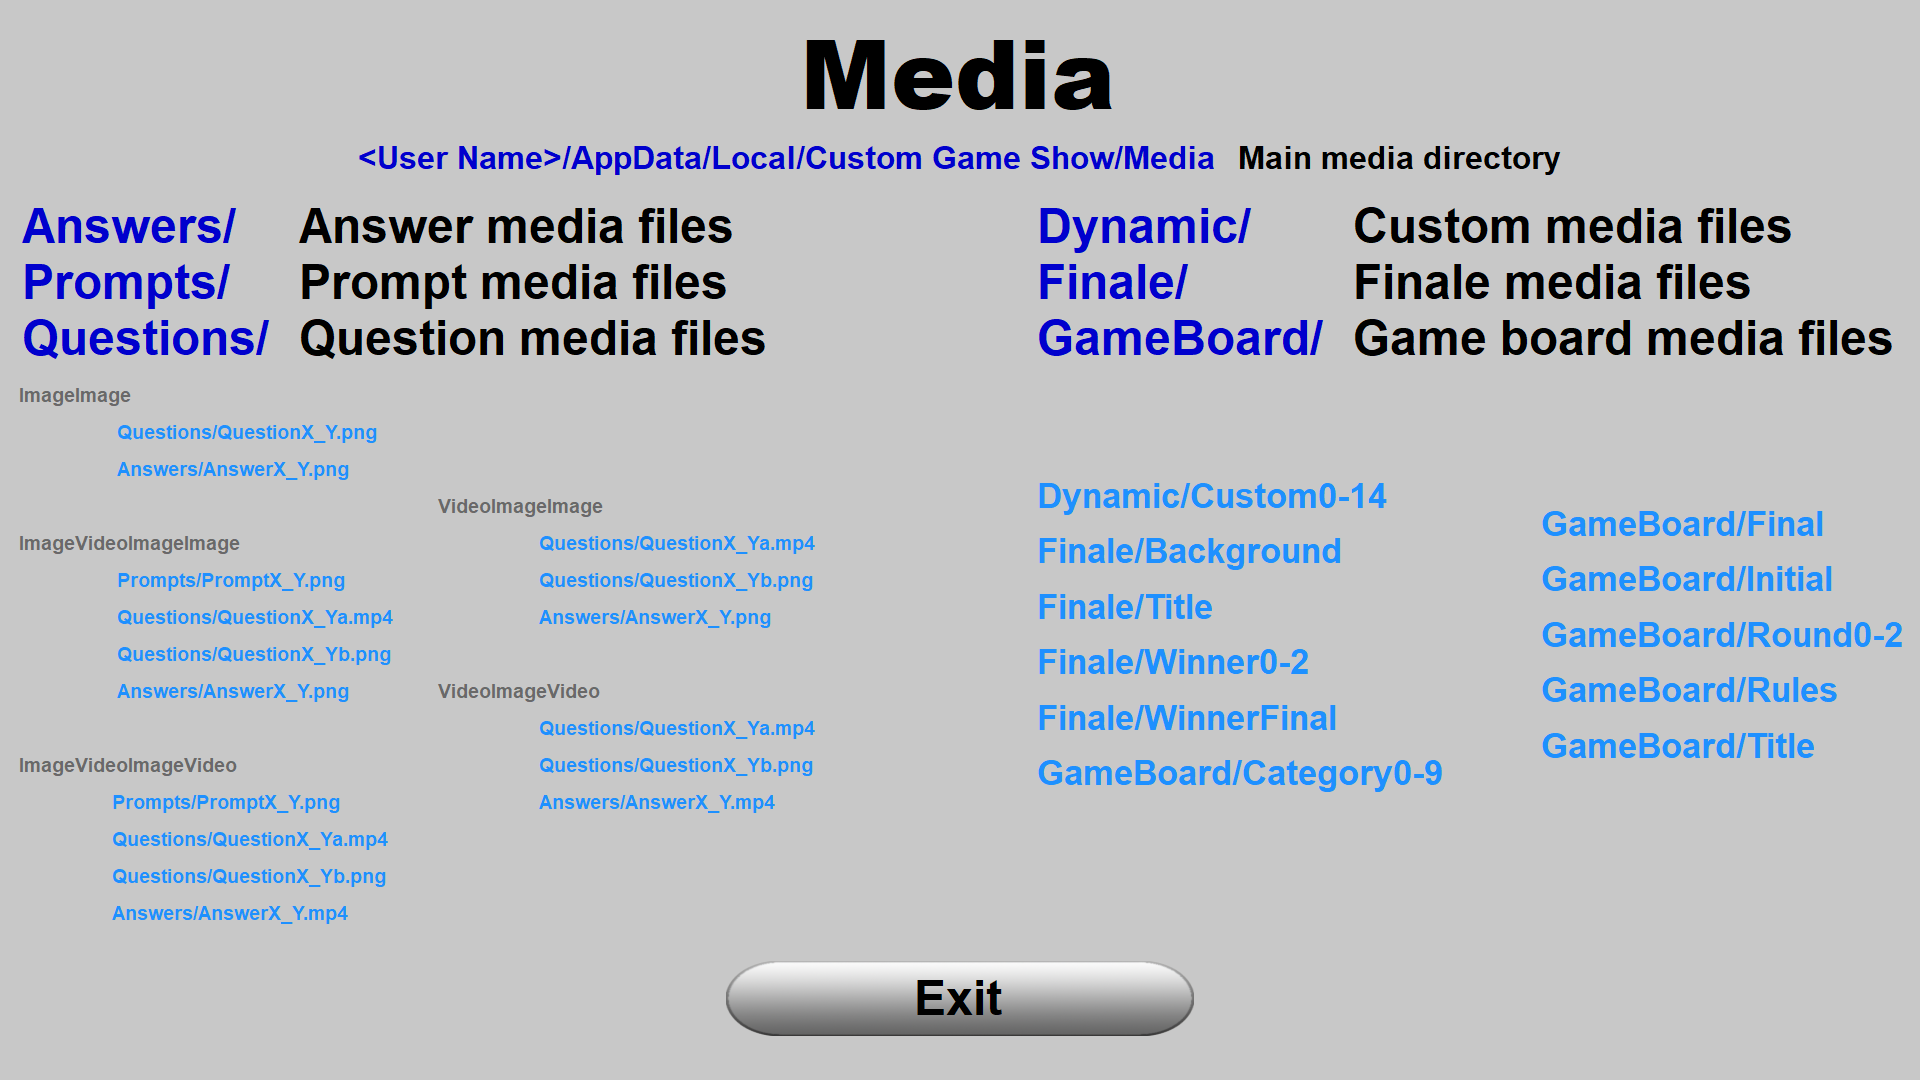 Media
<User Name>/AppData/Local/Custom Game Show/Media Main media directory
Answers/ Answer media files
Prompts/ Prompt media files
Questions/ Question media files
Dynamic/ Custom media files
Finale/ Finale media files
GameBoard/ Game board media files
ImageImage
Questions/QuestionX_Y.png
Answers/AnswerX_Y.png
ImageVideoImageImage
Prompts/PromptX_Y.png
Questions/QuestionX_Ya.mp4
Questions/QuestionX_Yb.png
Answers/AnswerX_Y.png
ImageVideoImageVideo
Prompts/PromptX_Y.png
Questions/QuestionX_Ya.mp4
Questions/QuestionX_Yb.png
Answers/AnswerX_Y.mp4
VideoImageImage
Questions/QuestionX_Ya.mp4
Questions/QuestionX_Yb.png
Answers/AnswerX_Y.png
VideoImageVideo
Questions/QuestionX_Ya.mp4
Questions/QuestionX_Yb.png
Answers/AnswerX_Y.mp4
Dynamic/Custom0-14
Finale/Background
Finale/Title
Finale/Winner0-2
Finale/WinnerFinal
GameBoard/Category0-9
GameBoard/Final
GameBoard/Initial
GameBoard/Round0-2
GameBoard/Rules
GameBoard/Title
Exit